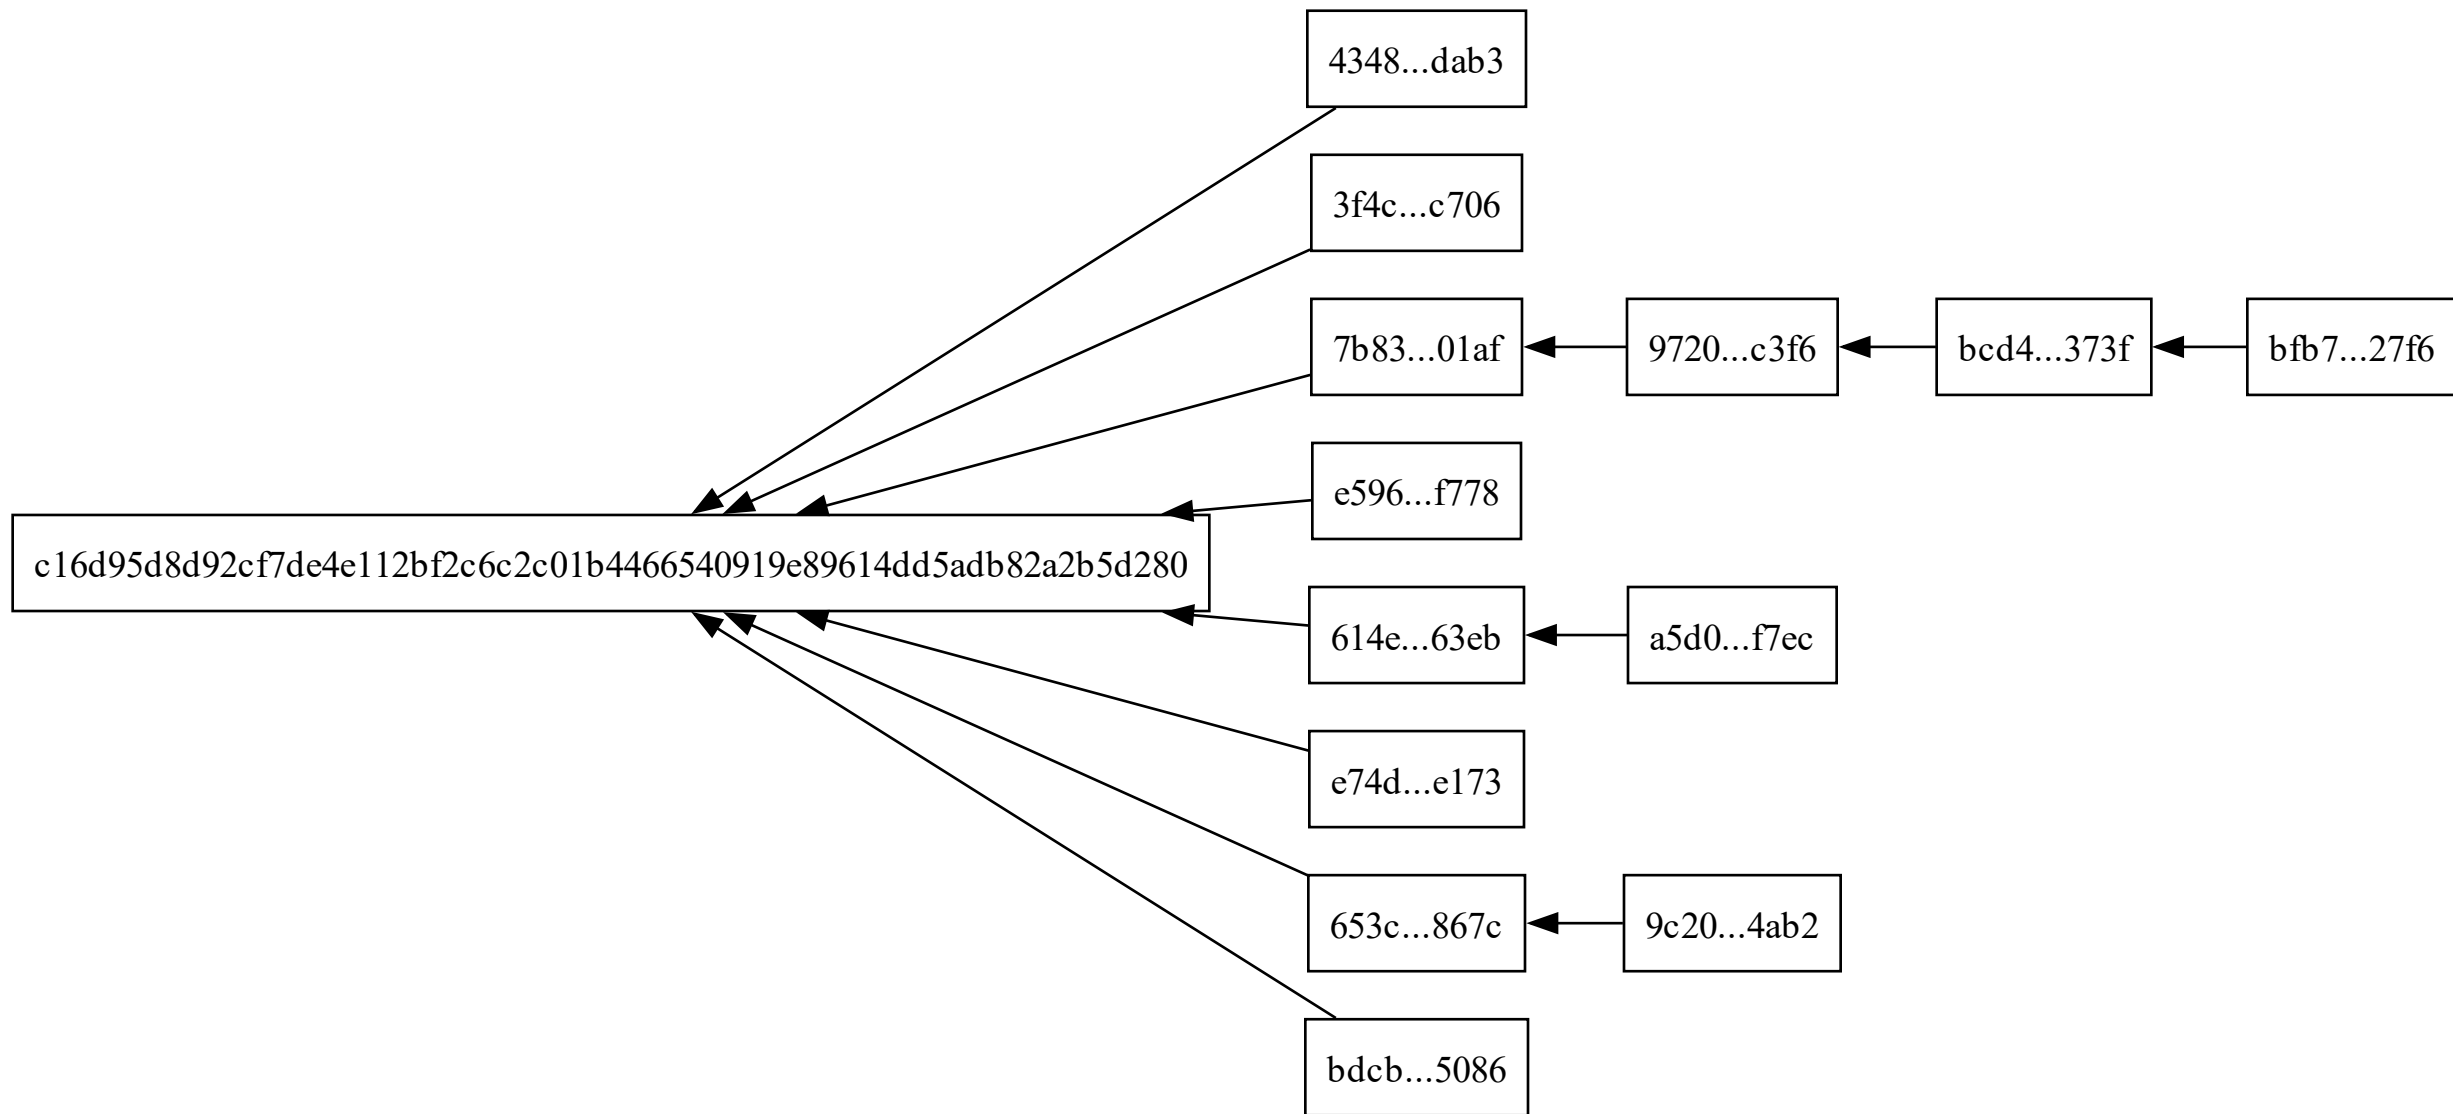 4348...dab3
3f4c...c706
7b83...01af
9720...c3f6
bcd4...373f
bfb7...27f6
e596...f778
c16d95d8d92cf7de4e112bf2c6c2c01b4466540919e89614dd5adb82a2b5d280
614e...63eb
a5d0...f7ec
e74d...e173
653c...867c
9c20...4ab2
bdcb...5086